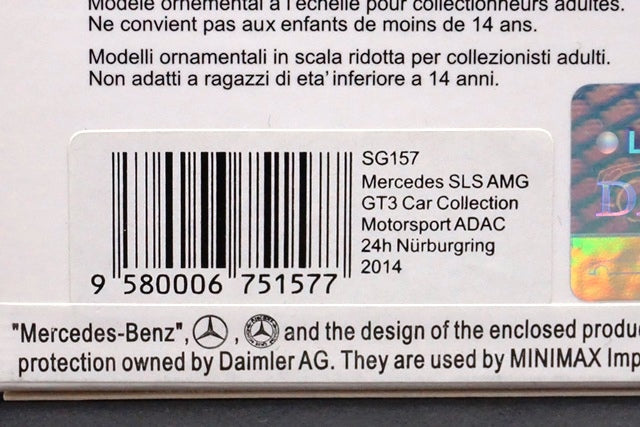 Modèle ornemental à l'échelle pour collectionneurs adultes.
Ne convient pas aux enfants de moins de 14 ans.
Modelli ornamentali in scala ridotta per collezionisti adulti.
Non adatti a ragazzi di eta' inferiore a 14 anni.
SG157
Mercedes SLS AMG
GT3 Car Collection
Motorsport ADAC
24h Nürburgring
2014
9 580006 751577
"Mercedes-Benz", , and the design of the enclosed produ
protection owned by Daimler AG. They are used by MINIMAX Imp